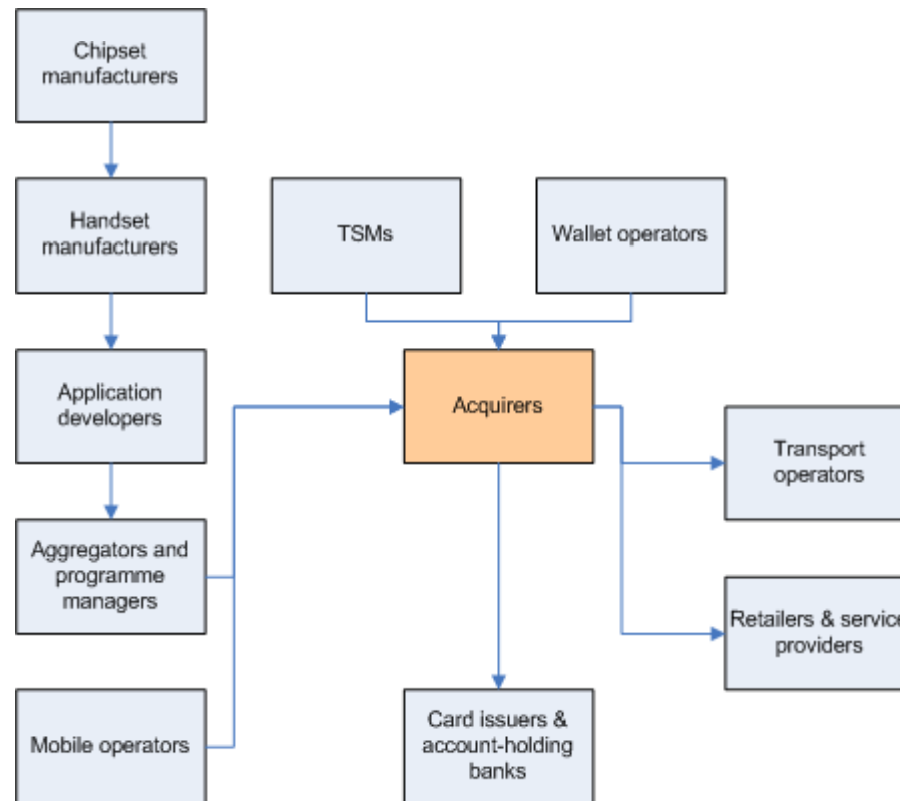 Chipset
manufacturers
Handset
manufacturers
TSMs
Wallet operators
Application
developers
Acquirers
Transport
operators
Aggregators and
programme
managers
Retailers & service
providers
Mobile operators
Card issuers &
account-holding
banks